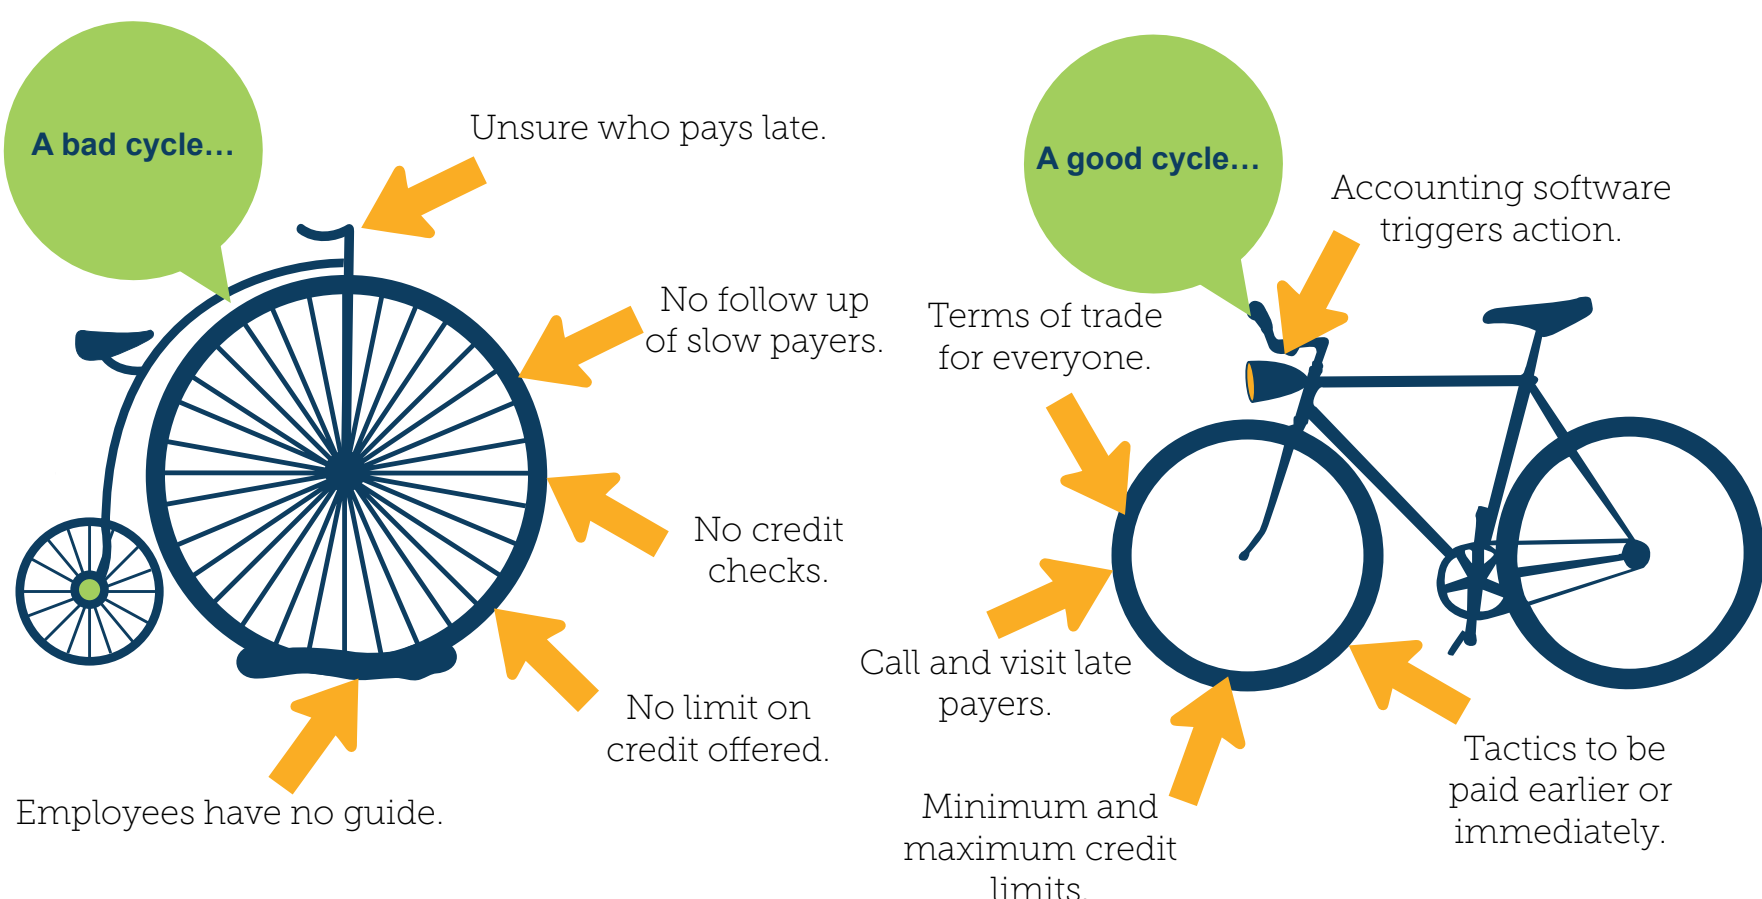 A bad cycle...
Unsure who pays late.
No follow up
of slow payers.
No credit
checks.
No limit on
credit offered.
Employees have no guide.
A good cycle...
Accounting software
triggers action.
Terms of trade
for everyone.
Call and visit late
payers.
Minimum and
maximum credit
limits.
Tactics to be
paid earlier or
immediately.